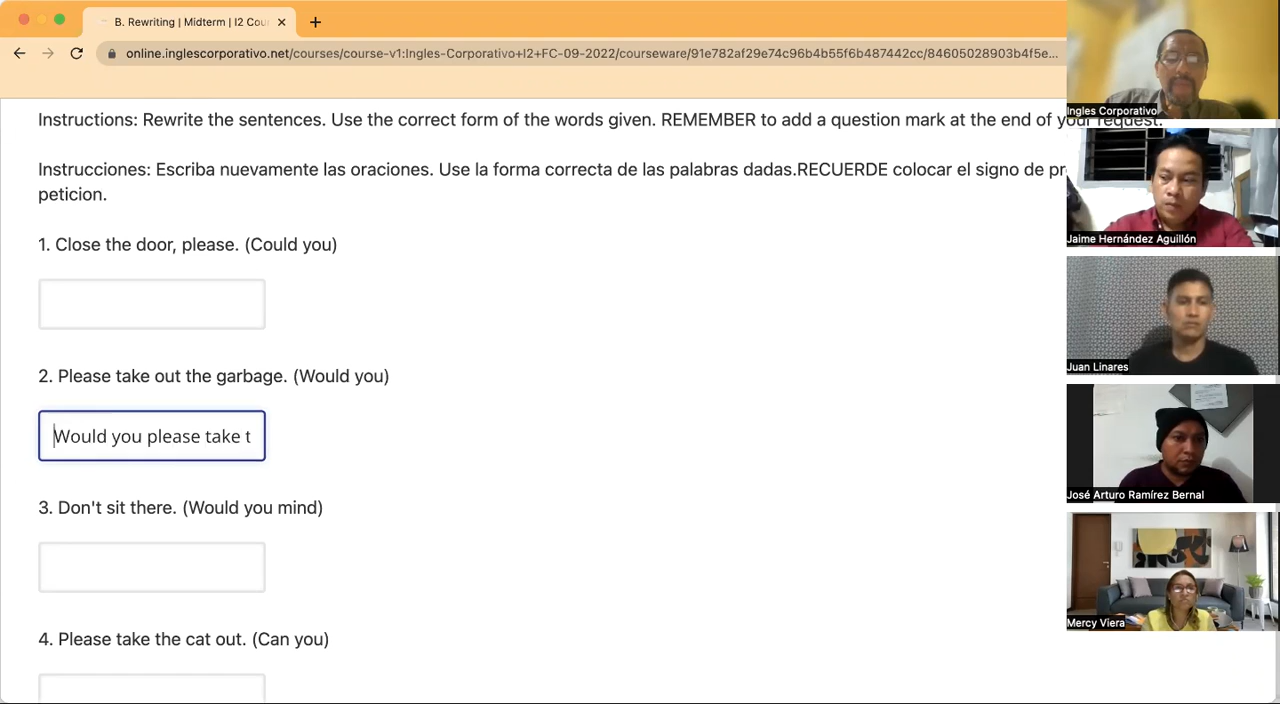 B. Rewriting | Midterm | I2 Cou
online.inglescorporativo.net/courses/course-v1:Ingles-Corporativo+I2+FC-09-2022/courseware/91e782af29e74c96b4b55f6b487442cc/84605028903b4f5e...
Instructions: Rewrite the sentences. Use the correct form of the words given. REMEMBER to add a question mark at the end of your request.
Instrucciones: Escriba nuevamente las oraciones. Use la forma correcta de las palabras dadas.RECUERDE colocar el signo de pr
peticion.
1. Close the door, please. (Could you)
2. Please take out the garbage. (Would you)
Would you please take t
3. Don't sit there. (Would you mind)
4. Please take the cat out. (Can you)
Ingles Corporativo
Jaime Hernández Aguillón
Juan Linares
José Arturo Ramírez Bernal
Mercy Viera